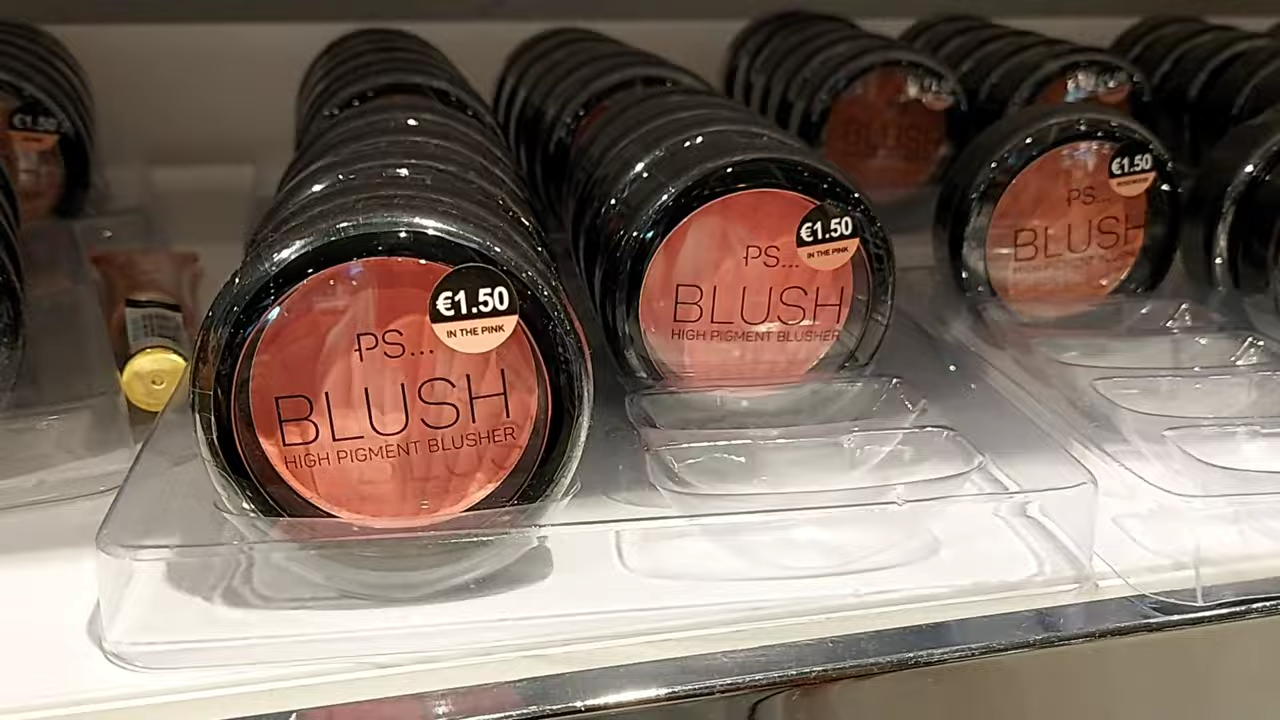 €1.50
IN THE PINK
PS...
BLUSH
HIGH PIGMENT BLUSHER
€1.50
IN THE PINK
PS...
BLUSH
HIGH PIGMENT BLUSHER
€1.50
PS...
BLUSH
BLUSH
€1.50